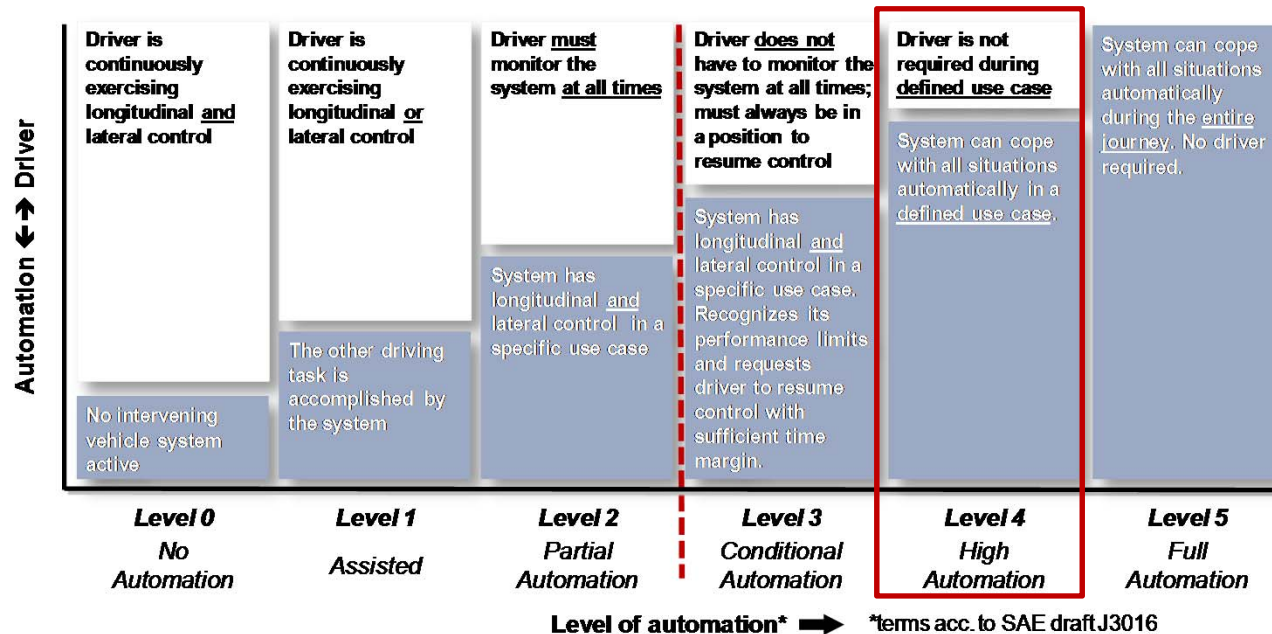 Automation ←→ Driver
Driver is
continuously
exercising
longitudinal and
lateral control
No intervening
vehicle system
active
Driver is
continuously
exercising
longitudinal or
lateral control
The other driving
task is
accomplished by
the system
Driver must
monitor the
system at all times
System has
longitudinal and
lateral control in a
specific use case
Driver does not
have to monitor the
system at all times;
must always be in
a position to
resume control
System has
longitudinal and
lateral control in a
specific use case.
Recognizes its
performance limits
and requests
driver to resume
control with
sufficient time
margin.
Driver is not
required during
defined use case
System can cope
with all situations
automatically in a
defined use case.
System can cope
with all situations
automatically
during the entire
journey. No driver
required.
Level 0
No
Automation
Level 1
Assisted
Level 2
Partial
Automation
Level 3
Conditional
Automation
Level 4
High
Automation
Level 5
Full
Automation
Level of automation* ➡ *terms acc. to SAE draft J3016